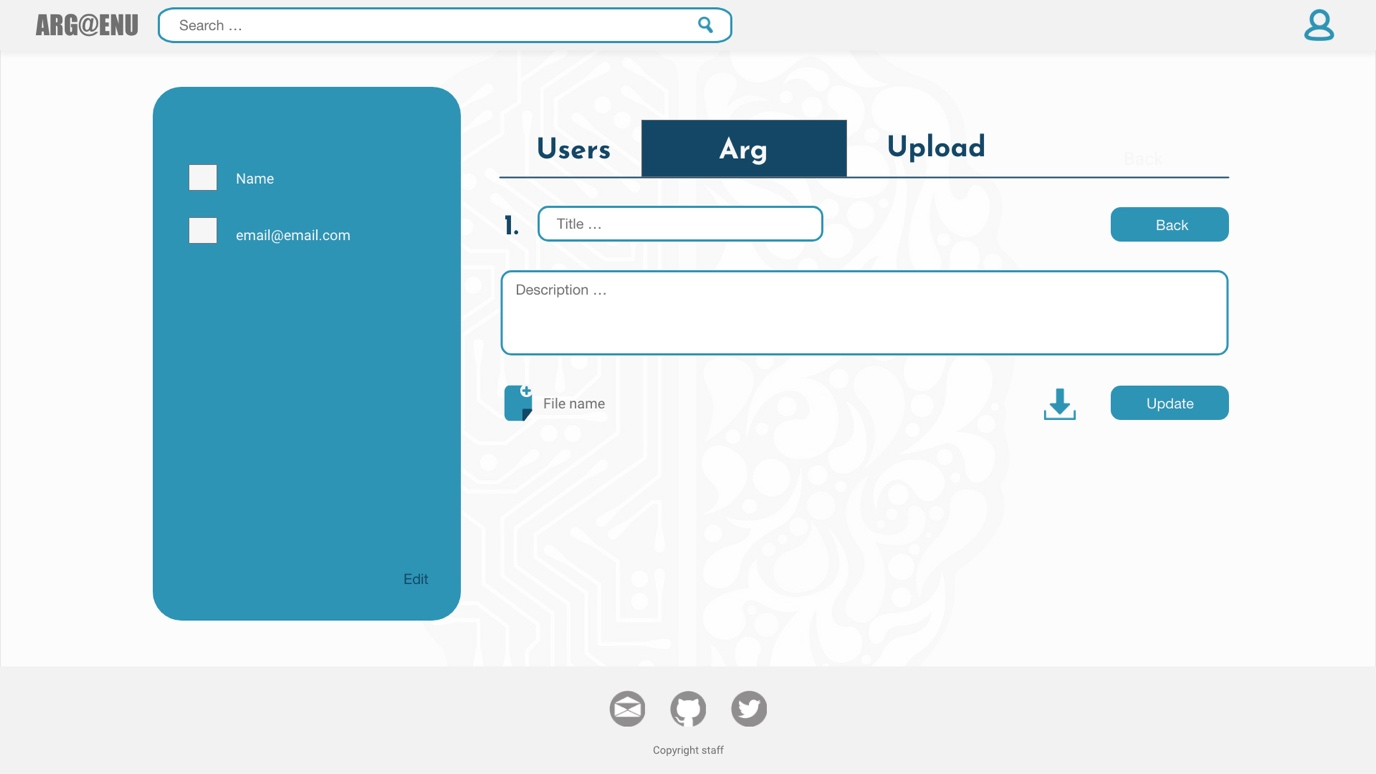 ARG@ENU
Search ...
Name
email@email.com
Edit
Users
Arg
Upload
Back
1.
Title ...
Back
Description ...
File name
Update
Copyright staff